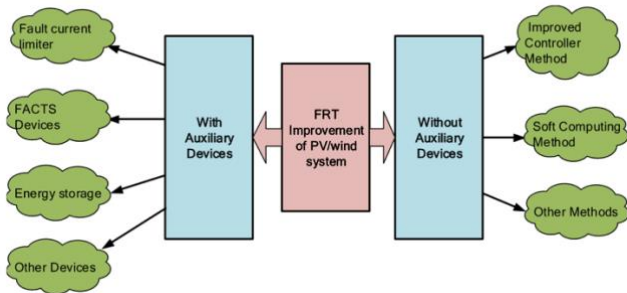 Fault current
limiter
FACTS
Devices
Energy storage
Other Devices
With
Auxiliary
Devices
FRT
Improvement
of PV/wind
system
Without
Auxiliary
Devices
Improved
Controller
Method
Soft Computing
Method
Other Methods